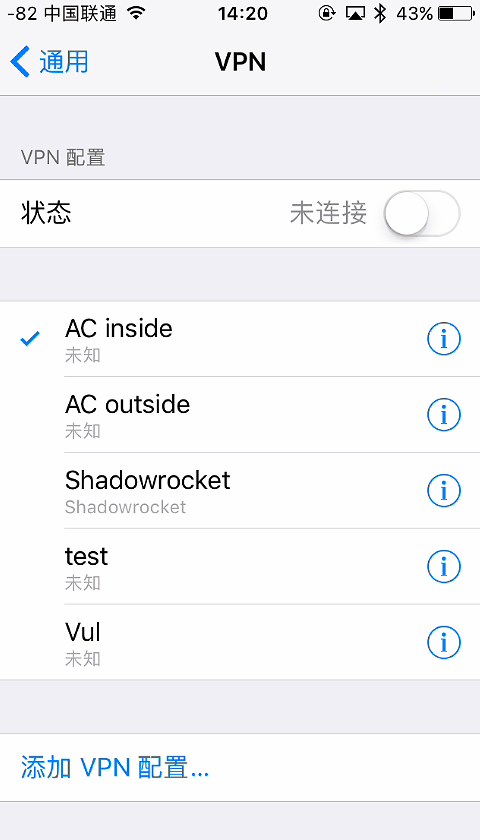 -82 中国联通 14:20 43%
通用 VPN
VPN 配置
状态 未连接
AC inside
未知
AC outside
未知
Shadowrocket
Shadowrocket
test
未知
Vul
未知
添加 VPN 配置...